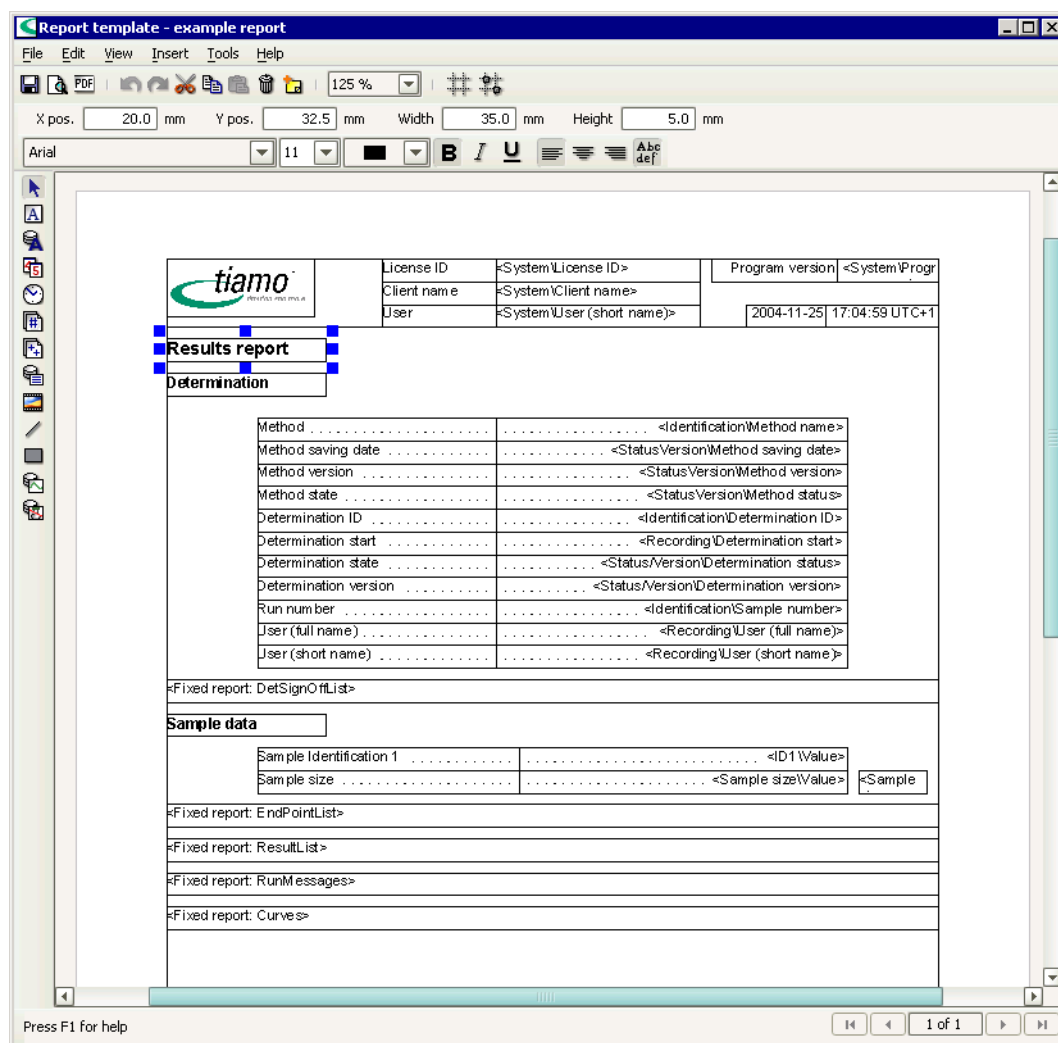 Report template - example report
File Edit View Insert Tools Help
PDF 125 %
X pos. 20.0 mm Y pos. 32.5 mm Width 35.0 mm Height 5.0 mm
Arial 11 B I U Abc def
tiamo
License ID <System\License ID> Program version <System\Progr
Client name <System\Client name>
User <System\User (short name)> 2004-11-25 17:04:59 UTC+1
Results report
Determination
Method . . . . . . . . . . . . . . . . . . . . . . <Identification\Method name>
Method saving date . . . . . . . . . . . . <StatusVersion\Method saving date>
Method version . . . . . . . . . . . . . . . <StatusVersion\Method version>
Method state . . . . . . . . . . . . . . . . . <StatusVersion\Method status>
Determination ID . . . . . . . . . . . . . . <Identification\Determination ID>
Determination start . . . . . . . . . . . . <Recording\Determination start>
Determination state . . . . . . . . . . . . <Status/Version\Determination status>
Determination version . . . . . . . . . . <Status/Version\Determination version>
Run number . . . . . . . . . . . . . . . . . <Identification\Sample number>
User (full name) . . . . . . . . . . . . . . . <Recording\User (full name)>
User (short name) . . . . . . . . . . . . . <Recording\User (short name)>
<Fixed report: DetSignOffList>
Sample data
Sample Identification 1 . . . . . . . . . . . . <ID1\Value>
Sample size . . . . . . . . . . . . . . . . . . . . <Sample size\Value> <Sample
<Fixed report: EndPointList>
<Fixed report: ResultList>
<Fixed report: RunMessages>
<Fixed report: Curves>
Press F1 for help 1 of 1